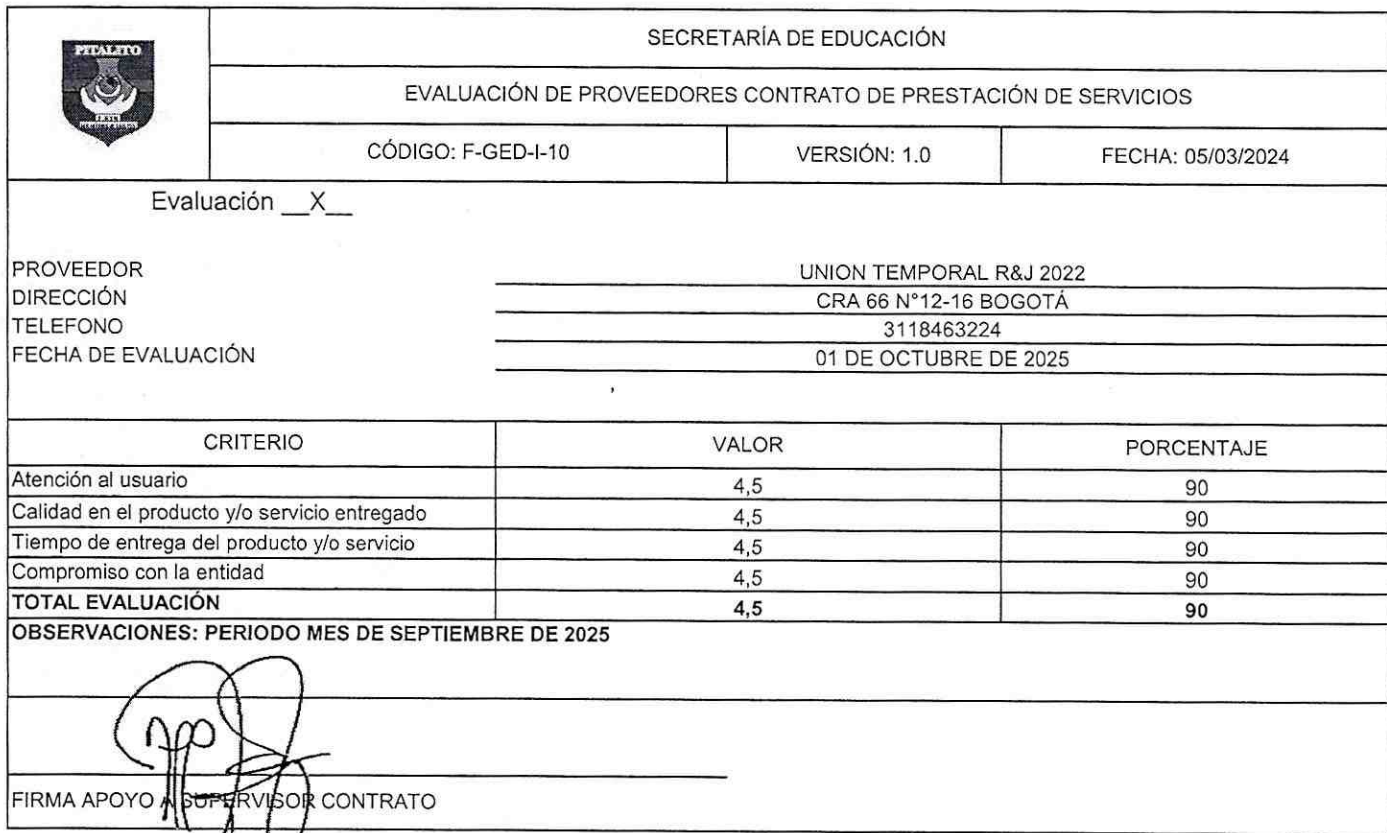 PITALITO
SECRETARÍA DE EDUCACIÓN
EVALUACIÓN DE PROVEEDORES CONTRATO DE PRESTACIÓN DE SERVICIOS
CÓDIGO: F-GED-I-10 VERSIÓN: 1.0 FECHA: 05/03/2024
Evaluación __X__
PROVEEDOR UNION TEMPORAL R&J 2022
DIRECCIÓN CRA 66 N°12-16 BOGOTÁ
TELEFONO 3118463224
FECHA DE EVALUACIÓN 01 DE OCTUBRE DE 2025
CRITERIO VALOR PORCENTAJE
Atención al usuario 4,5 90
Calidad en el producto y/o servicio entregado 4,5 90
Tiempo de entrega del producto y/o servicio 4,5 90
Compromiso con la entidad 4,5 90
TOTAL EVALUACIÓN 4,5 90
OBSERVACIONES: PERIODO MES DE SEPTIEMBRE DE 2025
FIRMA APOYO A SUPERVISOR CONTRATO